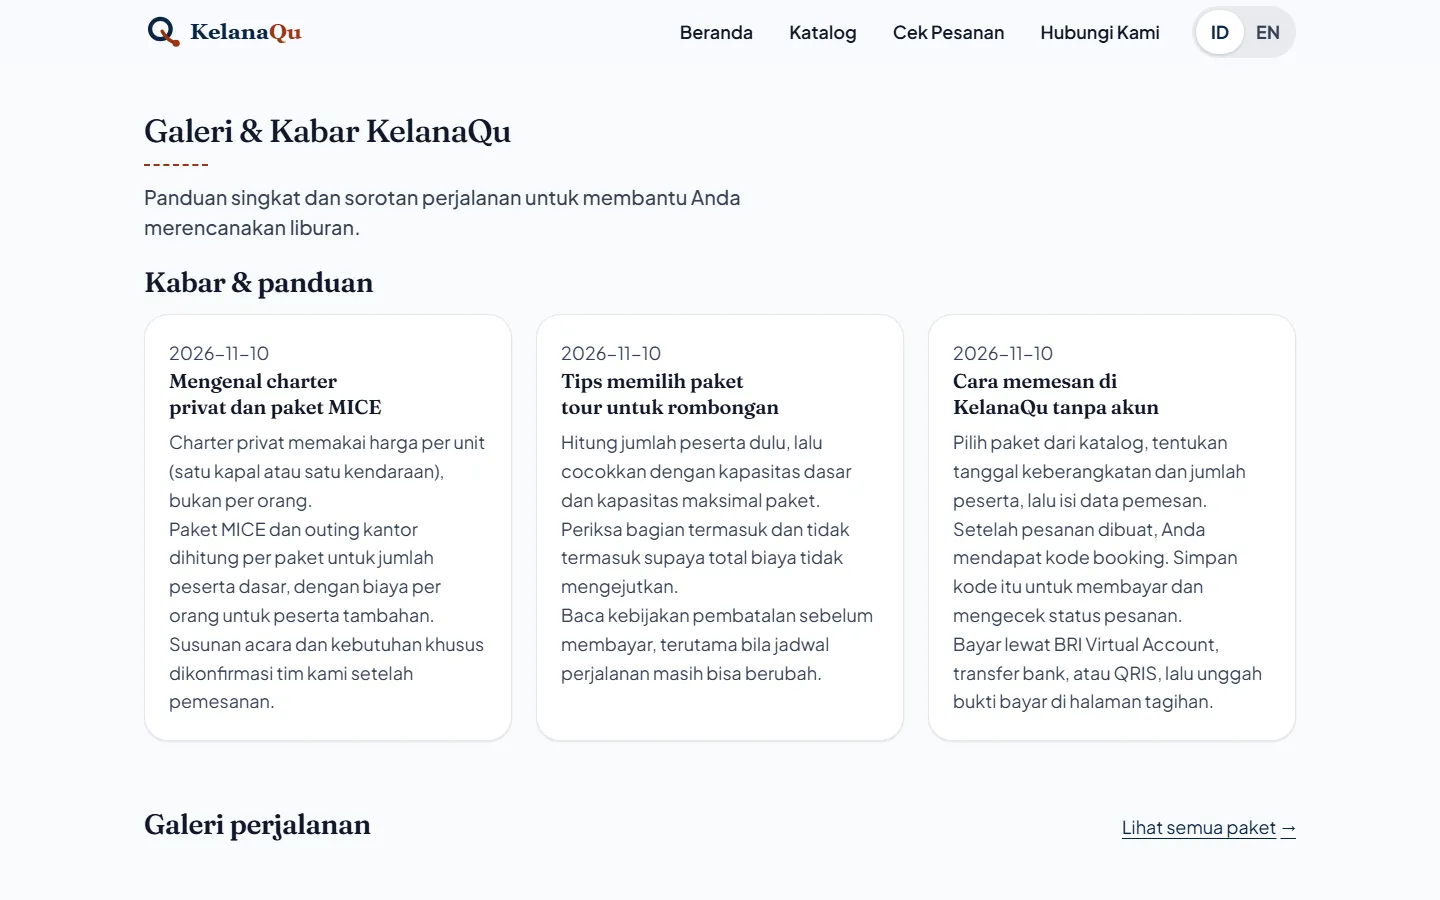 KelanaQu
Beranda
Katalog
Cek Pesanan
Hubungi Kami
ID
EN
Galeri & Kabar KelanaQu
Panduan singkat dan sorotan perjalanan untuk membantu Anda
merencanakan liburan.
Kabar & panduan
2026-11-10
Mengenal charter
privat dan paket MICE
Charter privat memakai harga per unit
(satu kapal atau satu kendaraan),
bukan per orang.
Paket MICE dan outing kantor
dihitung per paket untuk jumlah
peserta dasar, dengan biaya per
orang untuk peserta tambahan.
Susunan acara dan kebutuhan khusus
dikonfirmasi tim kami setelah
pemesanan.
2026-11-10
Tips memilih paket
tour untuk rombongan
Hitung jumlah peserta dulu, lalu
cocokkan dengan kapasitas dasar
dan kapasitas maksimal paket.
Periksa bagian termasuk dan tidak
termasuk supaya total biaya tidak
mengejutkan.
Baca kebijakan pembatalan sebelum
membayar, terutama bila jadwal
perjalanan masih bisa berubah.
2026-11-10
Cara memesan di
KelanaQu tanpa akun
Pilih paket dari katalog, tentukan
tanggal keberangkatan dan jumlah
peserta, lalu isi data pemesan.
Setelah pesanan dibuat, Anda
mendapat kode booking. Simpan
kode itu untuk membayar dan
mengecek status pesanan.
Bayar lewat BRI Virtual Account,
transfer bank, atau QRIS, lalu unggah
bukti bayar di halaman tagihan.
Galeri perjalanan
Lihat semua paket →